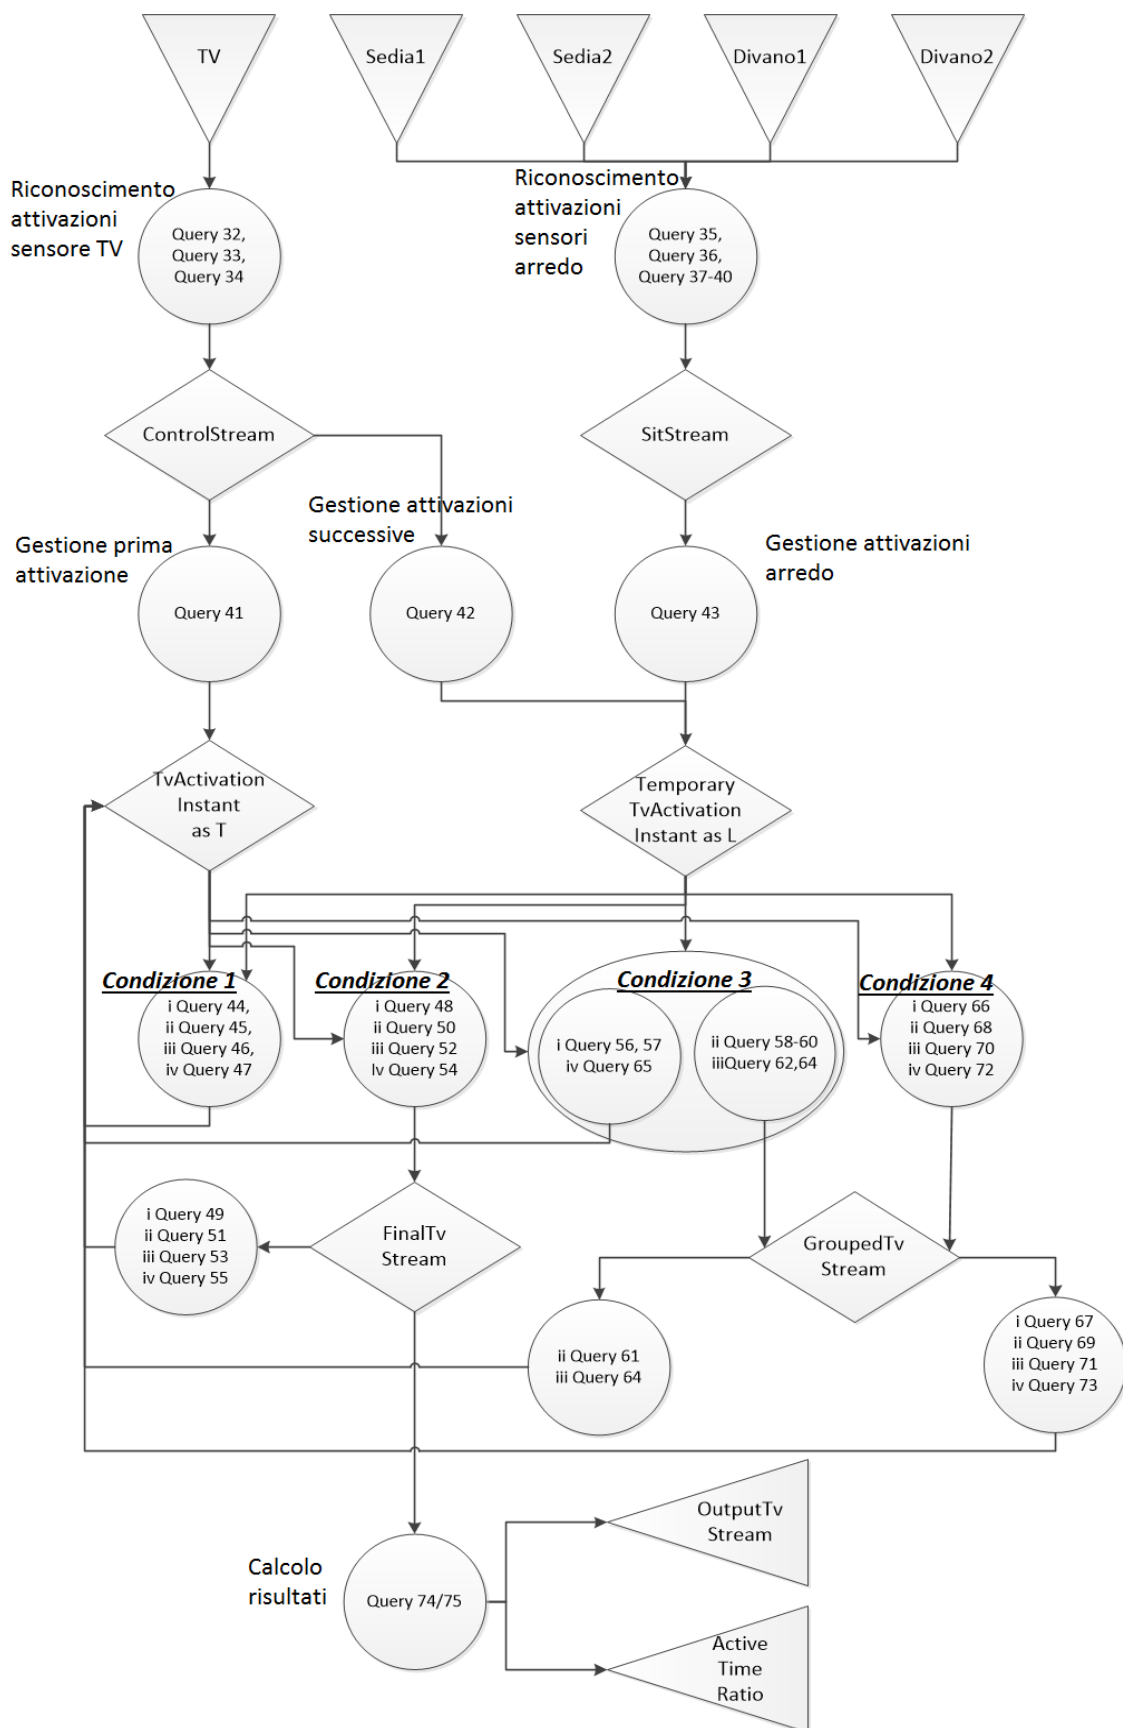 TV
Sedia1
Sedia2
Divano1
Divano2
Riconoscimento
attivazioni
sensore TV
Riconoscimento
attivazioni
sensori
arredo
Query 32,
Query 33,
Query 34
Query 35,
Query 36,
Query 37-40
ControlStream
SitStream
Gestione prima
attivazione
Gestione attivazioni
successive
Gestione attivazioni
arredo
Query 41
Query 42
Query 43
TvActivation
Instant
as T
Temporary
TvActivation
Instant as L
Condizione 1
i Query 44,
ii Query 45,
iii Query 46,
iv Query 47
Condizione 2
i Query 48
ii Query 50
iii Query 52
Iv Query 54
Condizione 3
i Query 56, 57
iv Query 65
ii Query 58-60
iiiQuery 62,64
Condizione 4
i Query 66
ii Query 68
iii Query 70
iv Query 72
i Query 49
ii Query 51
iii Query 53
iv Query 55
FinalTv
Stream
GroupedTv
Stream
ii Query 61
iii Query 64
i Query 67
ii Query 69
iii Query 71
iv Query 73
Calcolo
risultati
Query 74/75
OutputTv
Stream
Active
Time
Ratio